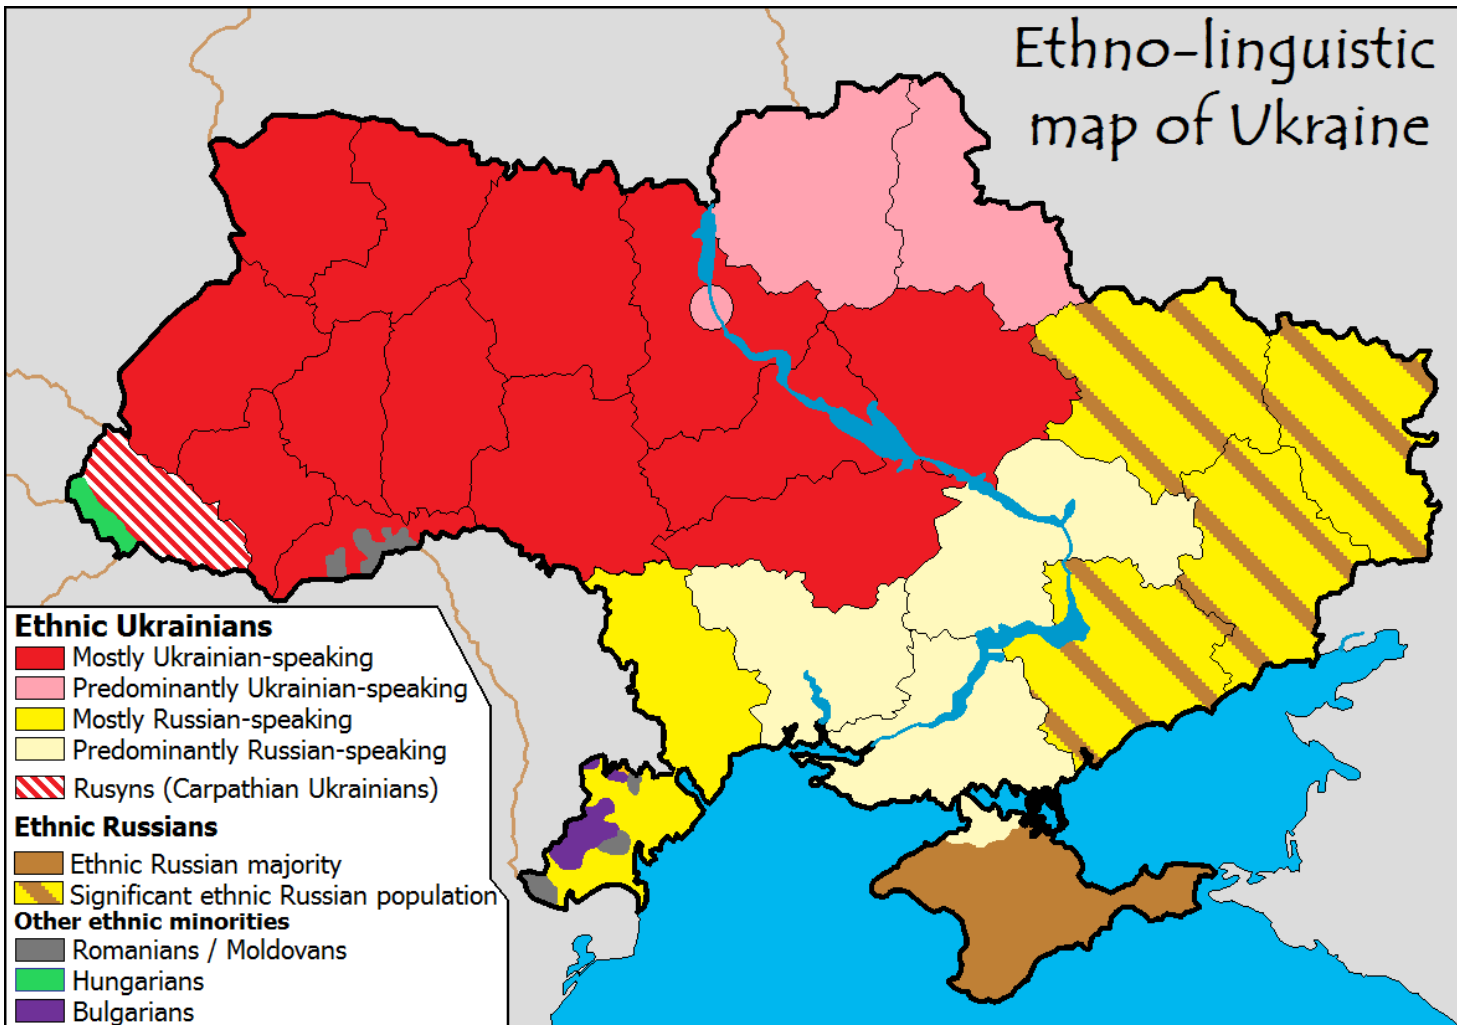 Ethno-linguistic
map of Ukraine
Ethnic Ukrainians
Mostly Ukrainian-speaking
Predominantly Ukrainian-speaking
Mostly Russian-speaking
Predominantly Russian-speaking
Rusyns (Carpathian Ukrainians)
Ethnic Russians
Ethnic Russian majority
Significant ethnic Russian population
Other ethnic minorities
Romanians / Moldovans
Hungarians
Bulgarians